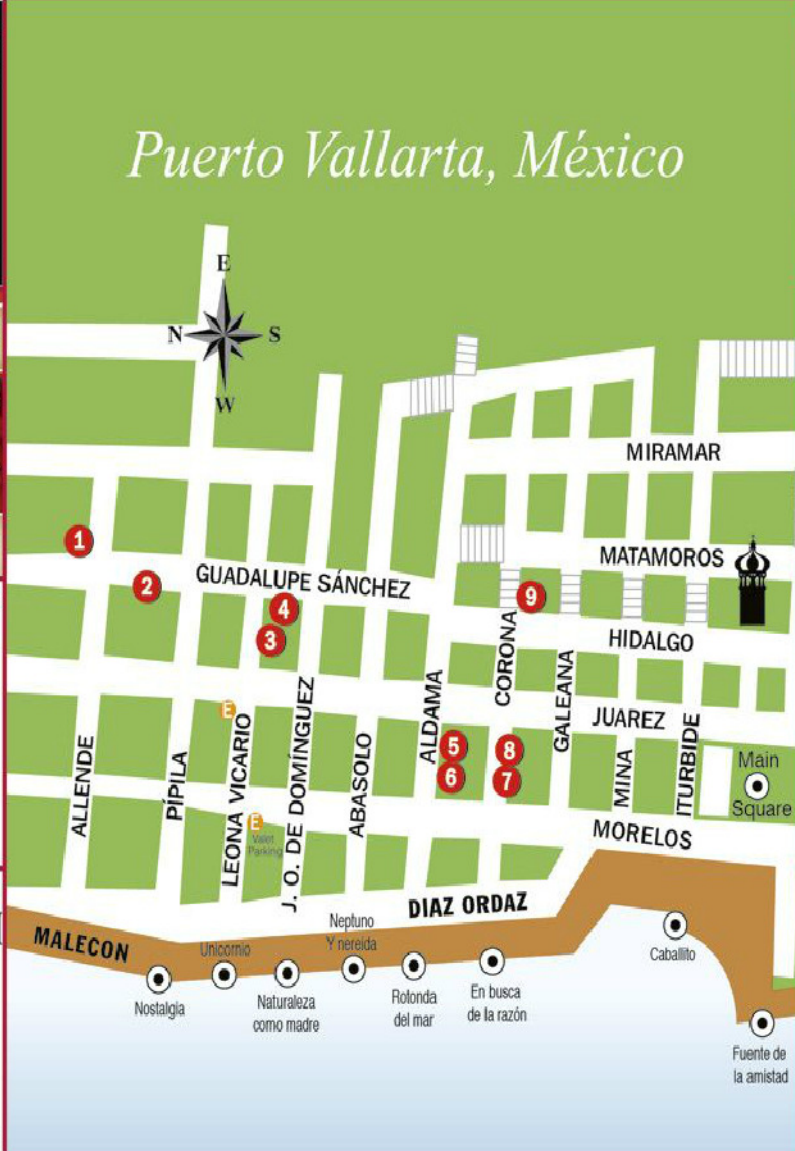 Puerto Vallarta, México
E
N
S
W
MIRAMAR
MATAMOROS
1
2
GUADALUPE SÁNCHEZ
4
3
9
HIDALGO
CORONA
ALDAMA
GALEANA
JUAREZ
E
5
6
8
7
ALLENDE
PÍPILA
LEONA VICARIO
J. O. DE DOMÍNGUEZ
ABASOLO
MINA
ITURBIDE
Main
Square
E
Valet
Parking
MORELOS
DIAZ ORDAZ
MALECON
Nostalgia
Unicornio
Naturaleza
como madre
Neptuno
Y nereida
Rotonda
del mar
En busca
de la razón
Caballito
Fuente de
la amistad